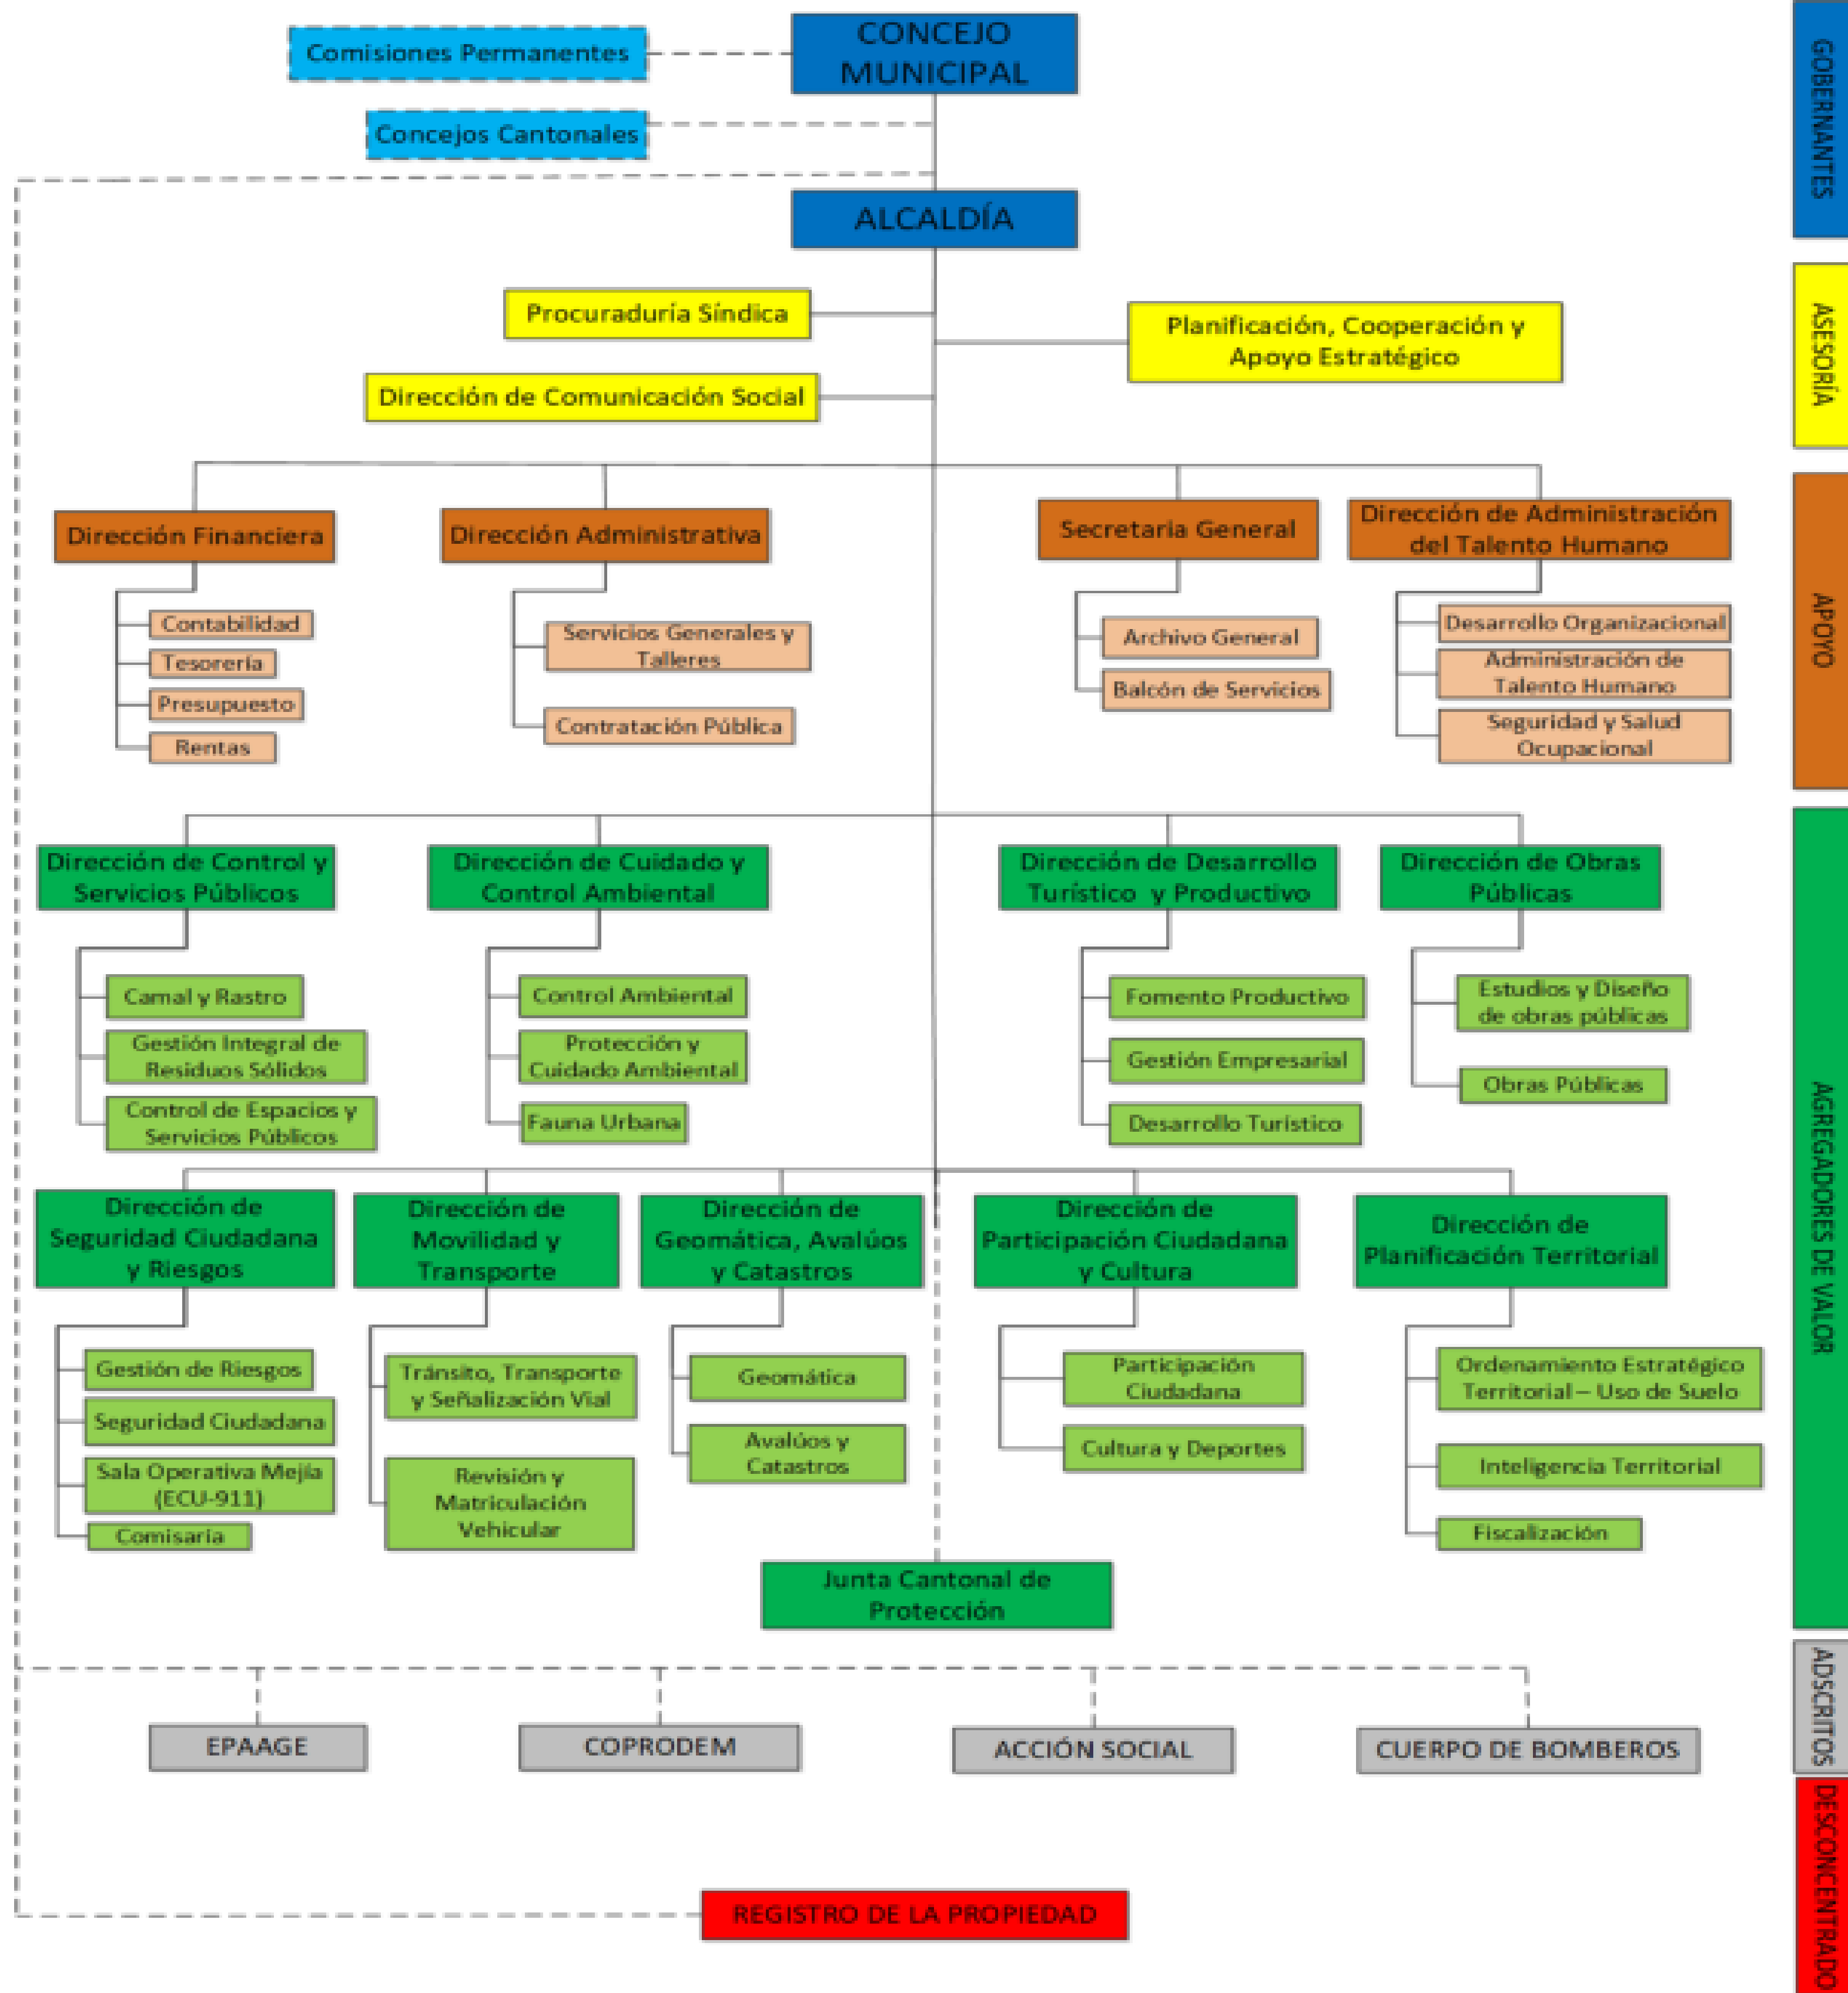 CONCEJO
MUNICIPAL
Comisiones Permanentes
Concejos Cantonales
ALCALDÍA
GOBERNANTES
Procuraduría Síndica
Planificación, Cooperación y
Apoyo Estratégico
Dirección de Comunicación Social
ASESORÍA
Dirección Financiera
Contabilidad
Tesorería
Presupuesto
Rentas
Dirección Administrativa
Servicios Generales y
Talleres
Contratación Pública
Secretaria General
Archivo General
Balcón de Servicios
Dirección de Administración
del Talento Humano
Desarrollo Organizacional
Administración de
Talento Humano
Seguridad y Salud
Ocupacional
APOYO
Dirección de Control y
Servicios Públicos
Camal y Rastro
Gestión Integral de
Residuos Sólidos
Control de Espacios y
Servicios Públicos
Dirección de Cuidado y
Control Ambiental
Control Ambiental
Protección y
Cuidado Ambiental
Fauna Urbana
Dirección de Desarrollo
Turístico y Productivo
Fomento Productivo
Gestión Empresarial
Desarrollo Turístico
Dirección de Obras
Públicas
Estudios y Diseño
de obras públicas
Obras Públicas
Dirección de
Seguridad Ciudadana
y Riesgos
Gestión de Riesgos
Seguridad Ciudadana
Sala Operativa Mejía
(ECU-911)
Comisaría
Dirección de
Movilidad y
Transporte
Tránsito, Transporte
y Señalización Vial
Revisión y
Matriculación
Vehicular
Dirección de
Geomática, Avalúos
y Catastros
Geomática
Avalúos y
Catastros
Dirección de
Participación Ciudadana
y Cultura
Participación
Ciudadana
Cultura y Deportes
Dirección de
Planificación Territorial
Ordenamiento Estratégico
Territorial – Uso de Suelo
Inteligencia Territorial
Fiscalización
Junta Cantonal de
Protección
AGREGADORES DE VALOR
EPAAGE
COPRODEM
ACCIÓN SOCIAL
CUERPO DE BOMBEROS
ADSCRITOS
REGISTRO DE LA PROPIEDAD
DESCONCENTRADO